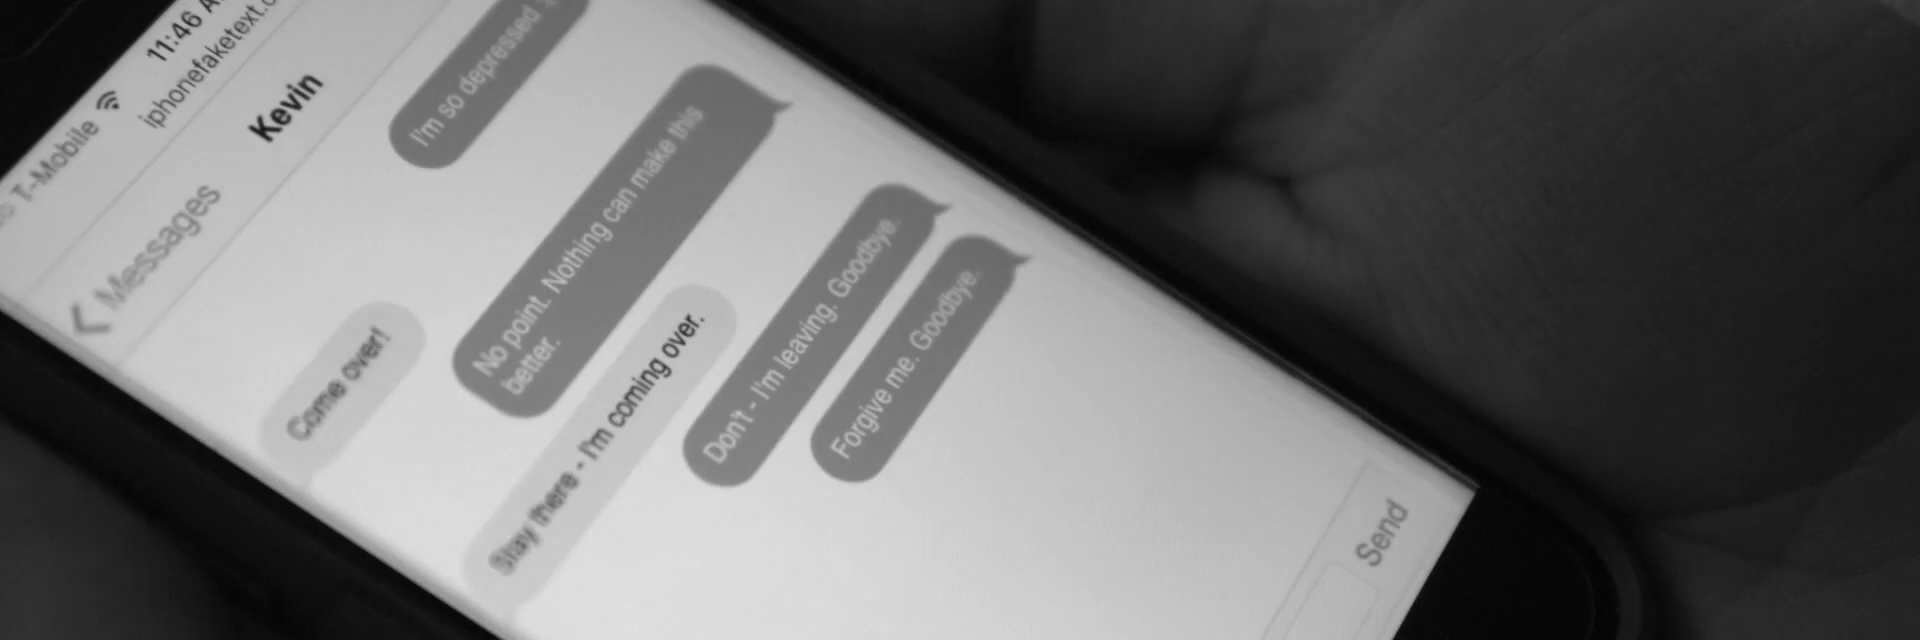 T-Mobile 11:46 A
iphonefaketext.c
Messages
Kevin
I'm so depressed
Come over!
No point. Nothing can make this
better.
Stay there - I'm coming over.
Don't - I'm leaving. Goodbye.
Forgive me. Goodbye.
Send